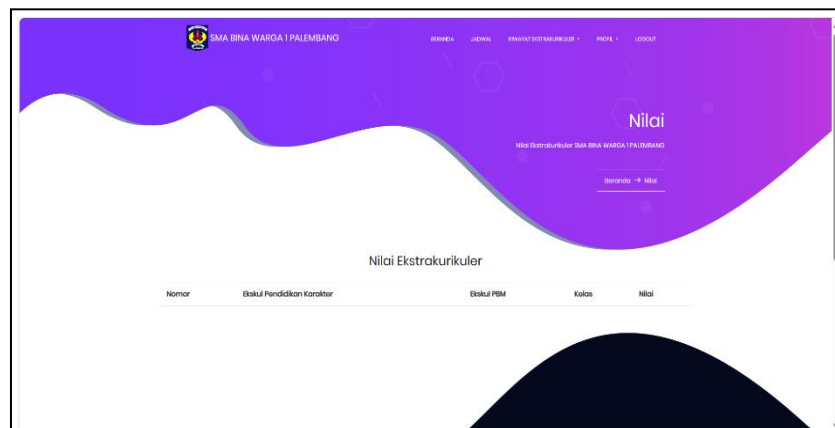 SMA BINA WARGA 1 PALEMBANG
BERANDA JADWAL RIWAYAT EKSTRAKURIKULER PROFIL LOGOUT
Nilai
Nilai Ekstrakurikuler SMA BINA WARGA 1 PALEMBANG
Beranda → Nilai
Nilai Ekstrakurikuler
Nomor Ekskul Pendidikan Karakter Ekskul PBM Kelas Nilai